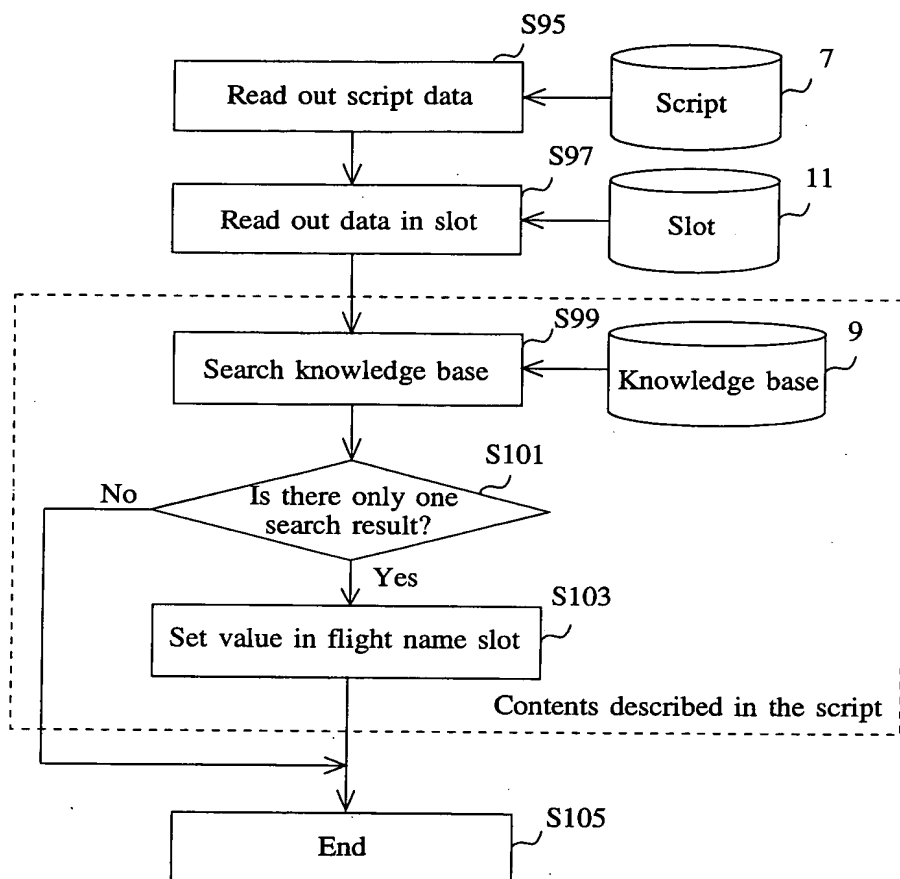 S95
7
Read out script data
Script
S97
11
Read out data in slot
Slot
S99
9
Search knowledge base
Knowledge base
S101
No
Is there only one
search result?
Yes
S103
Set value in flight name slot
Contents described in the script
S105
End